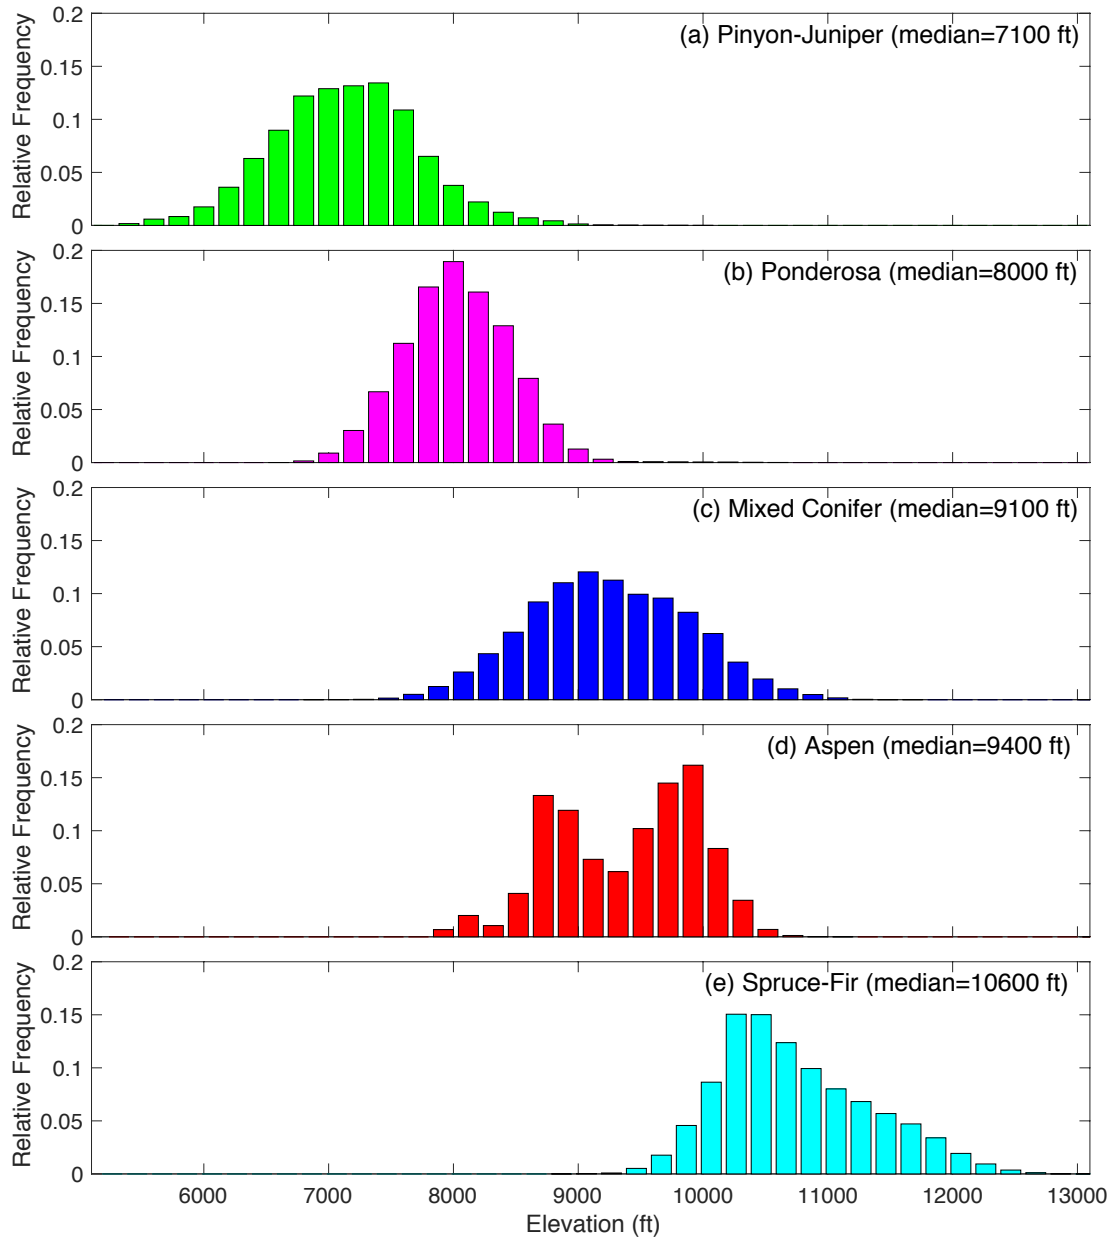 0.2
(a) Pinyon-Juniper (median=7100 ft)
0.15
0.1
0.05
0
Relative Frequency
0.2
(b) Ponderosa (median=8000 ft)
0.15
0.1
0.05
0
Relative Frequency
0.2
(c) Mixed Conifer (median=9100 ft)
0.15
0.1
0.05
0
Relative Frequency
0.2
(d) Aspen (median=9400 ft)
0.15
0.1
0.05
0
Relative Frequency
0.2
(e) Spruce-Fir (median=10600 ft)
0.15
0.1
0.05
0
Relative Frequency
6000 7000 8000 9000 10000 11000 12000 13000
Elevation (ft)